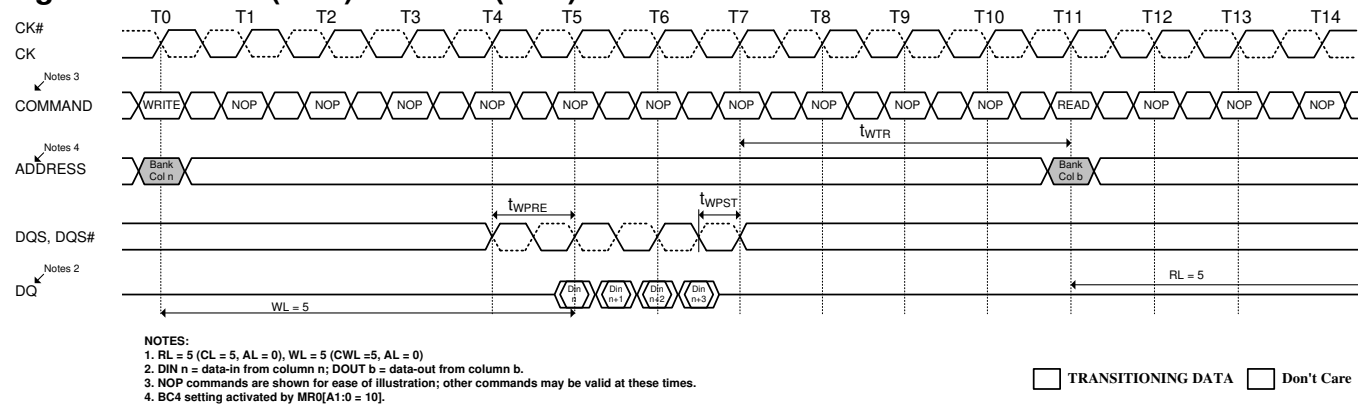 T0 T1 T2 T3 T4 T5 T6 T7 T8 T9 T10 T11 T12 T13 T14
CK#
CK
Notes 3
COMMAND WRITE NOP NOP NOP NOP NOP NOP NOP NOP NOP NOP READ NOP NOP NOP
tWTR
Notes 4
ADDRESS
Bank Bank
Col n Col b
tWPRE tWPST
DQS, DQS#
Notes 2
DQ
Din Din Din Din
n n+1 n+2 n+3
RL = 5
WL = 5
NOTES:
1. RL = 5 (CL = 5, AL = 0), WL = 5 (CWL =5, AL = 0)
2. DIN n = data-in from column n; DOUT b = data-out from column b.
3. NOP commands are shown for ease of illustration; other commands may be valid at these times.
4. BC4 setting activated by MR0[A1:0 = 10].
TRANSITIONING DATA Don't Care